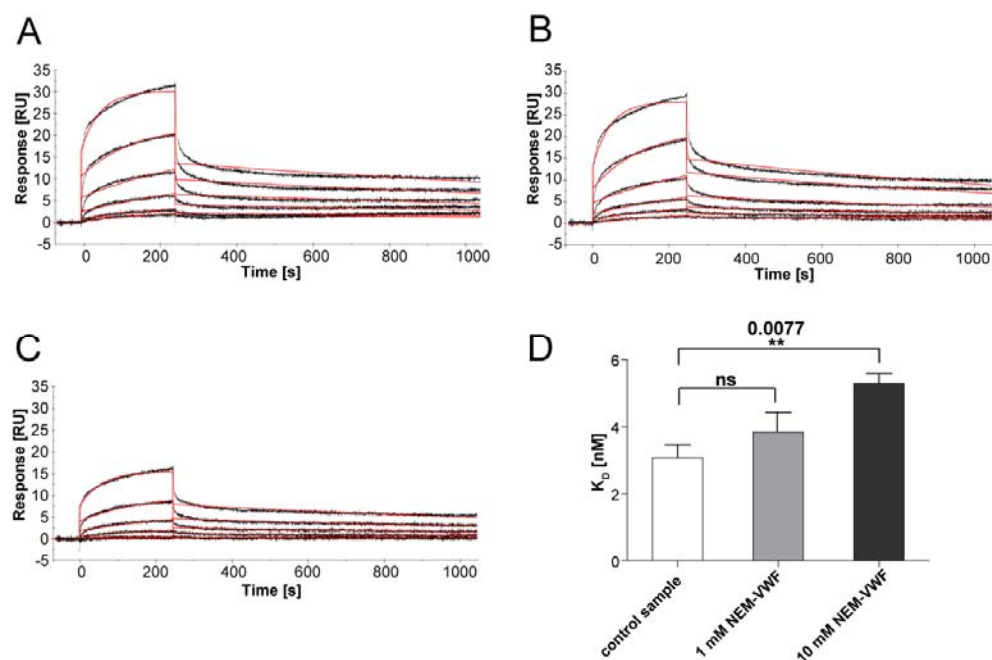 A
Response [RU]
35
30
25
20
15
10
5
0
-5
0 200 400 600 800 1000
Time [s]
B
Response [RU]
35
30
25
20
15
10
5
0
-5
0 200 400 600 800 1000
Time [s]
C
Response [RU]
35
30
25
20
15
10
5
0
-5
0 200 400 600 800 1000
Time [s]
D
0.0077
**
ns
K_D [nM]
6
4
2
0
control sample
1 mM NEM-VWF
10 mM NEM-VWF